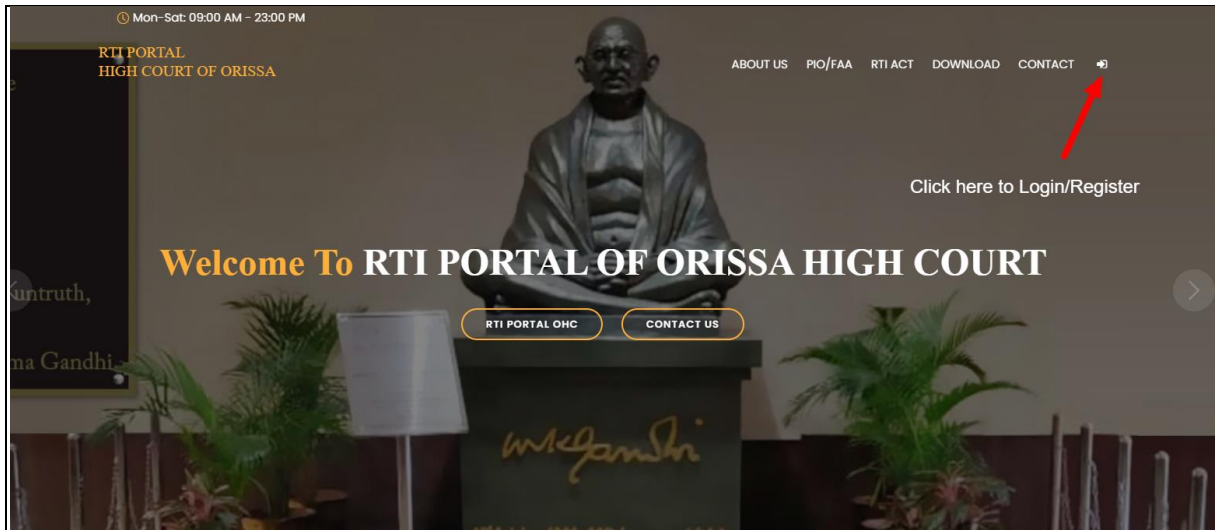 Mon-Sat: 09:00 AM - 23:00 PM
RTI PORTAL
HIGH COURT OF ORISSA
ABOUT US PIO/FAA RTI ACT DOWNLOAD CONTACT
Click here to Login/Register
Welcome To RTI PORTAL OF ORISSA HIGH COURT
untruth,
RTI PORTAL OHC CONTACT US
ma Gandhi
mkgandhi